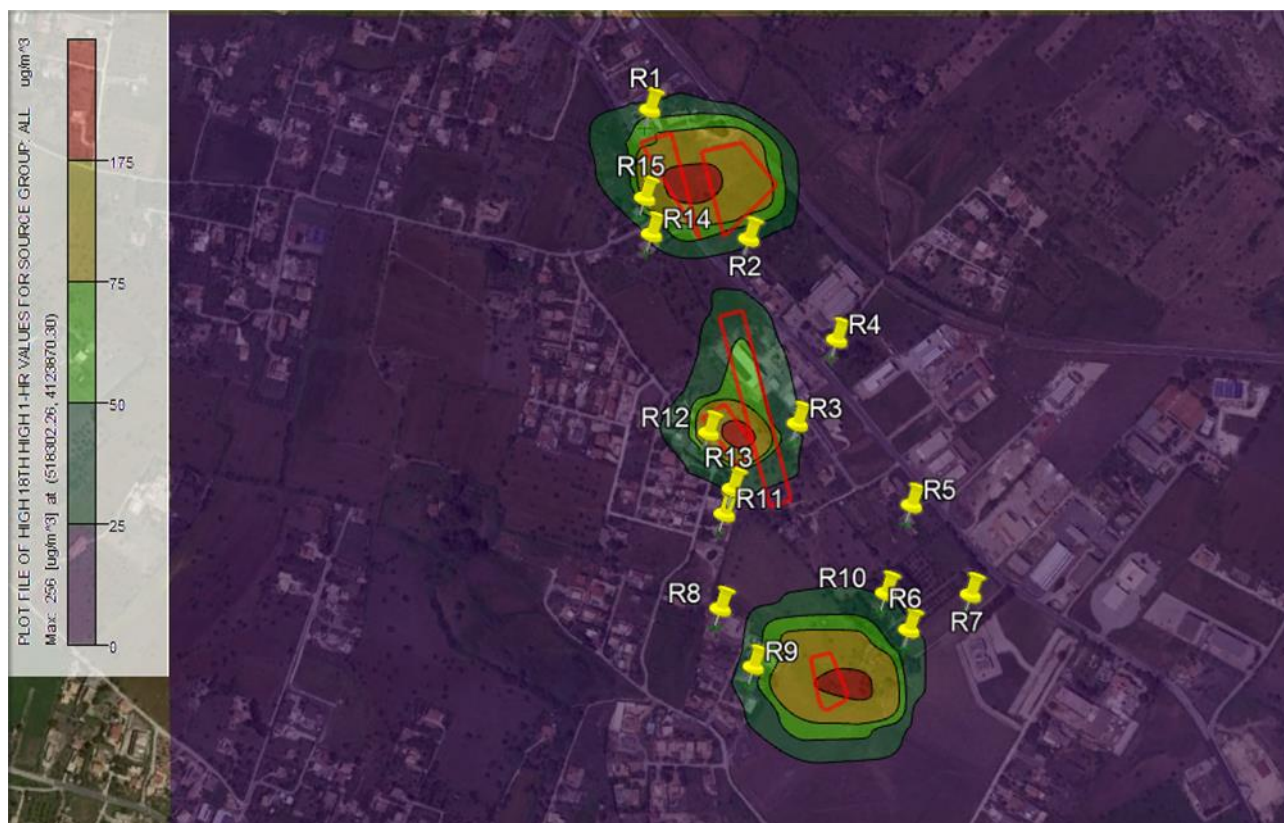 PLOT FILE OF HIGH 18TH HIGH 1-HR VALUES FOR SOURCE GROUP: ALL ug/m^3
Max: 256 [ug/m^3] at (518302.26, 4123870.30)
175
75
50
25
0
R1
R15
R14
R2
R4
R12
R3
R13
R11
R5
R8
R10
R6
R7
R9